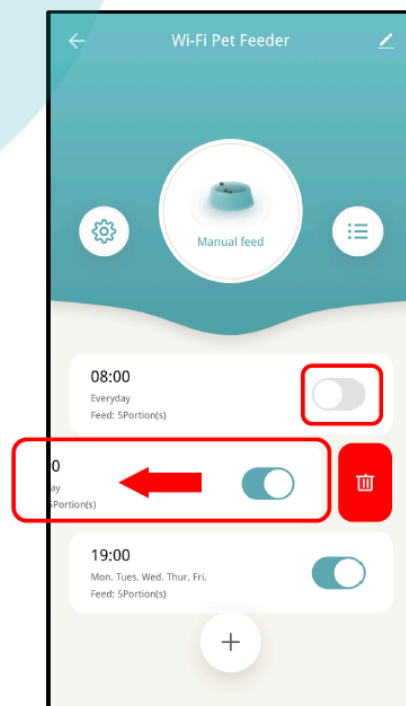 Wi-Fi Pet Feeder
Manual feed
08:00
Everyday
Feed: 5Portion(s)
0
ay
Portion(s)
19:00
Mon. Tues. Wed. Thur. Fri.
Feed: 5Portion(s)